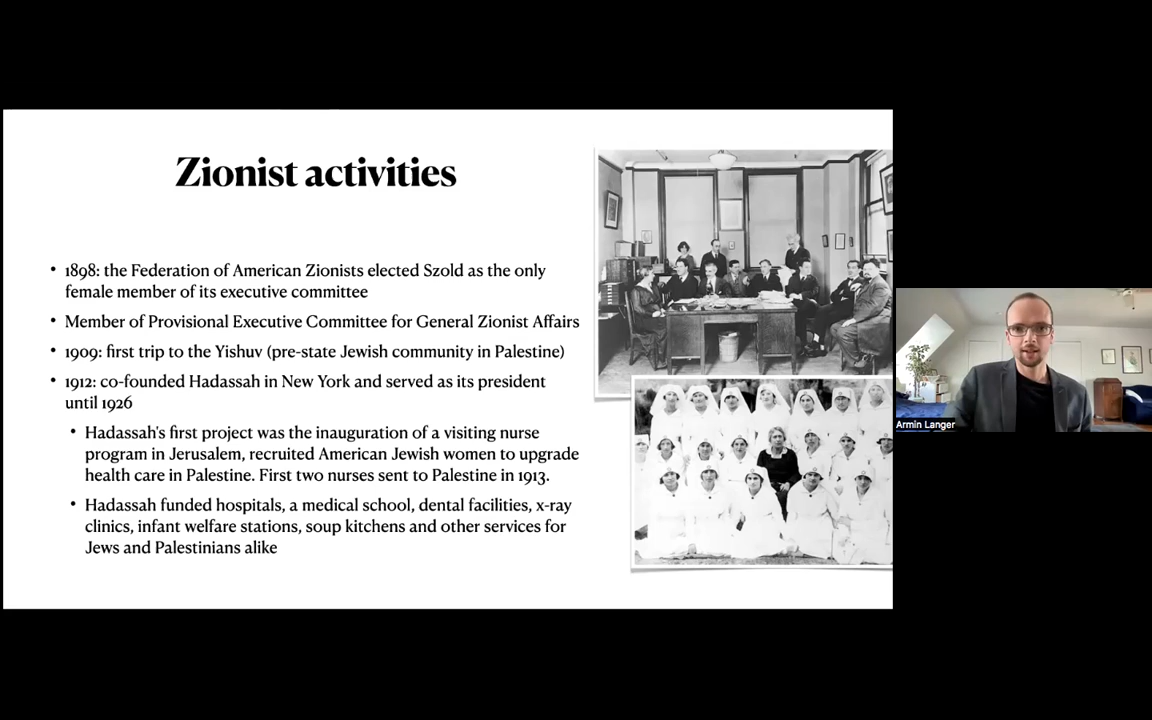 Zionist activities
• 1898: the Federation of American Zionists elected Szold as the only
female member of its executive committee
• Member of Provisional Executive Committee for General Zionist Affairs
• 1909: first trip to the Yishuv (pre-state Jewish community in Palestine)
• 1912: co-founded Hadassah in New York and served as its president
until 1926
• Hadassah's first project was the inauguration of a visiting nurse
program in Jerusalem, recruited American Jewish women to upgrade
health care in Palestine. First two nurses sent to Palestine in 1913.
• Hadassah funded hospitals, a medical school, dental facilities, x-ray
clinics, infant welfare stations, soup kitchens and other services for
Jews and Palestinians alike
Armin Langer